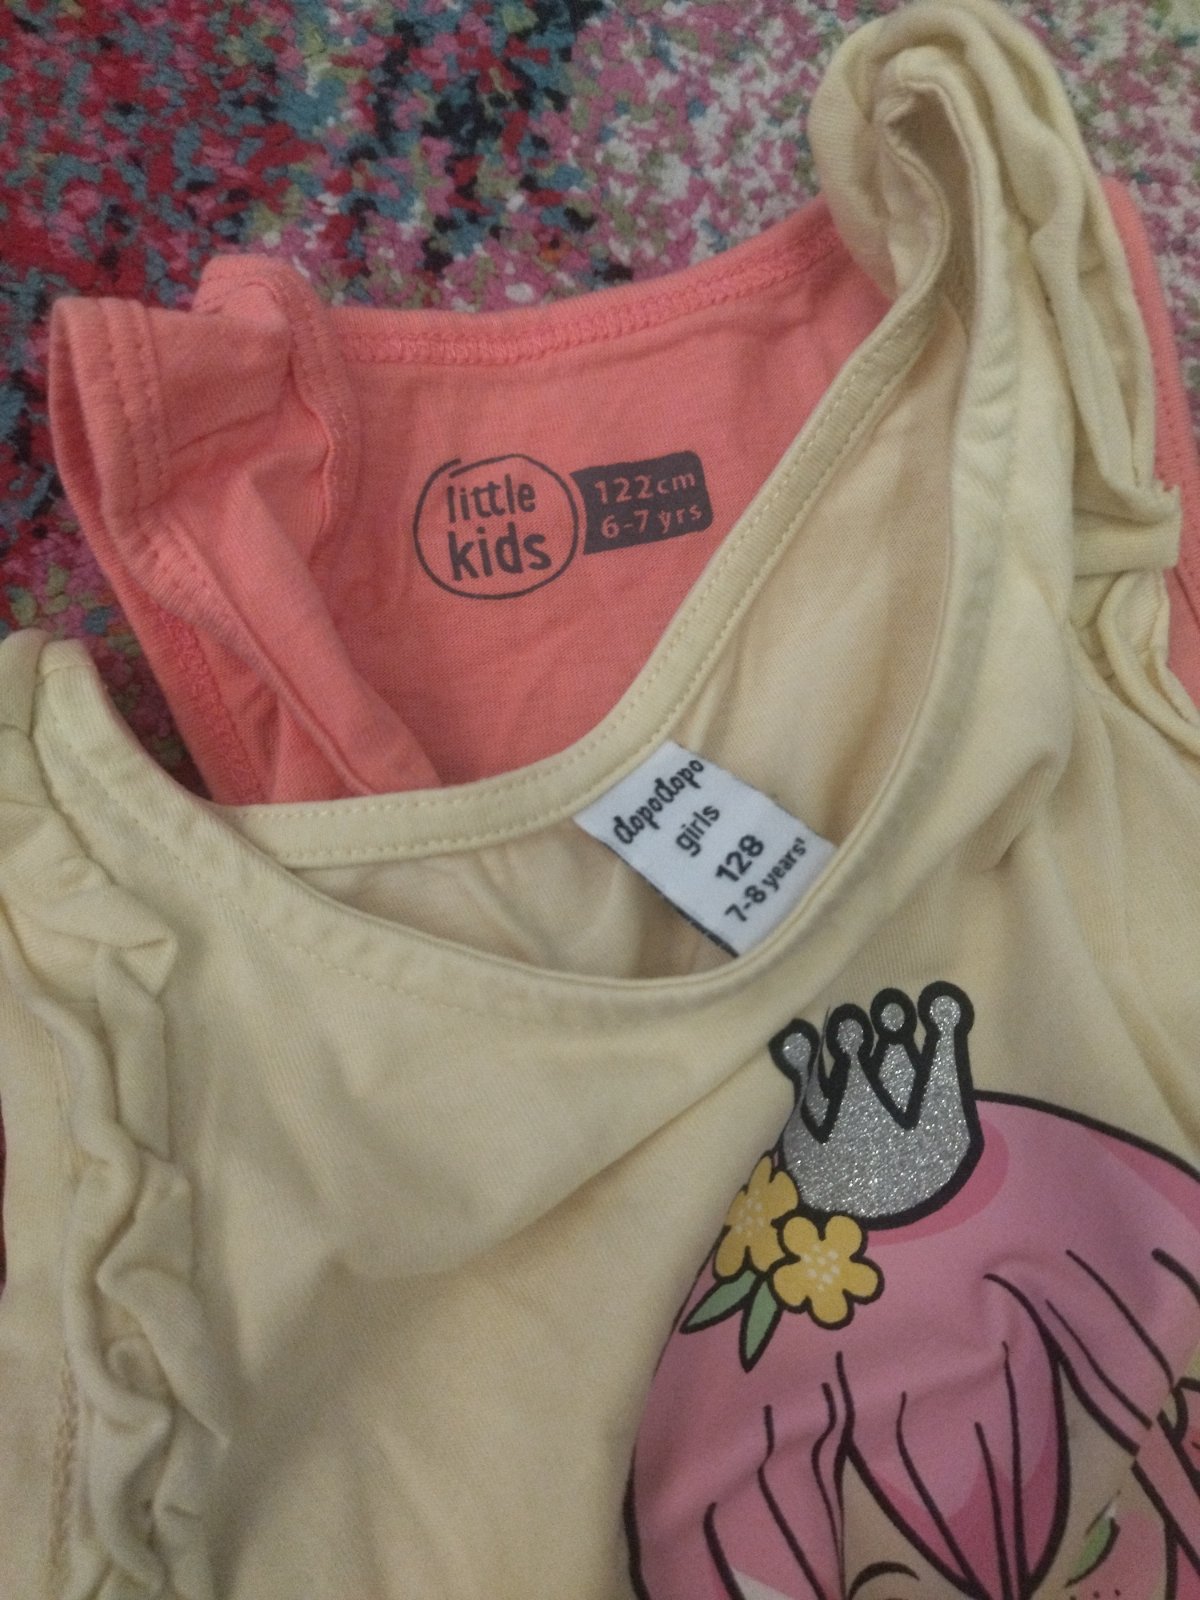 little
kids
122cm
6-7 yrs
dopodopo
girls
128
7-8 years'